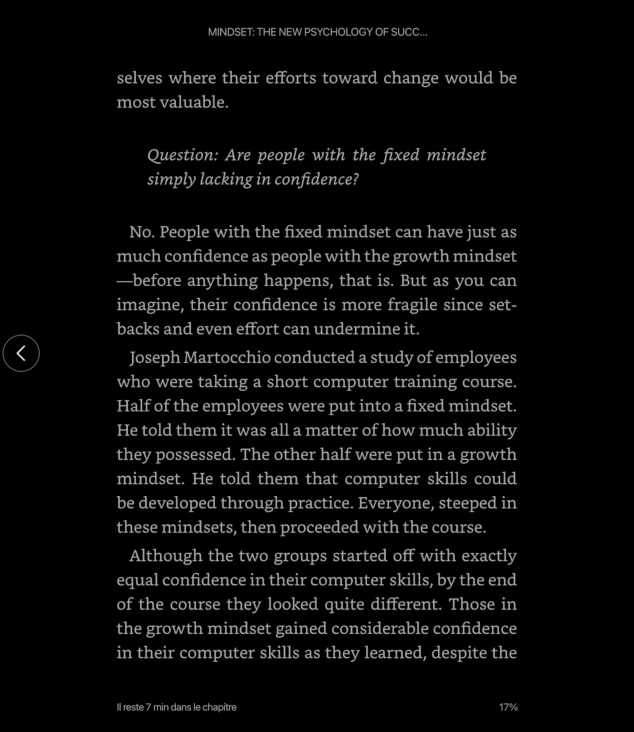 MINDSET: THE NEW PSYCHOLOGY OF SUCC...
selves where their efforts toward change would be
most valuable.
Question: Are people with the fixed mindset
simply lacking in confidence?
No. People with the fixed mindset can have just as
much confidence as people with the growth mindset
—before anything happens, that is. But as you can
imagine, their confidence is more fragile since set-
backs and even effort can undermine it.
Joseph Martocchio conducted a study of employees
who were taking a short computer training course.
Half of the employees were put into a fixed mindset.
He told them it was all a matter of how much ability
they possessed. The other half were put in a growth
mindset. He told them that computer skills could
be developed through practice. Everyone, steeped in
these mindsets, then proceeded with the course.
Although the two groups started off with exactly
equal confidence in their computer skills, by the end
of the course they looked quite different. Those in
the growth mindset gained considerable confidence
in their computer skills as they learned, despite the
Il reste 7 min dans le chapitre
17%